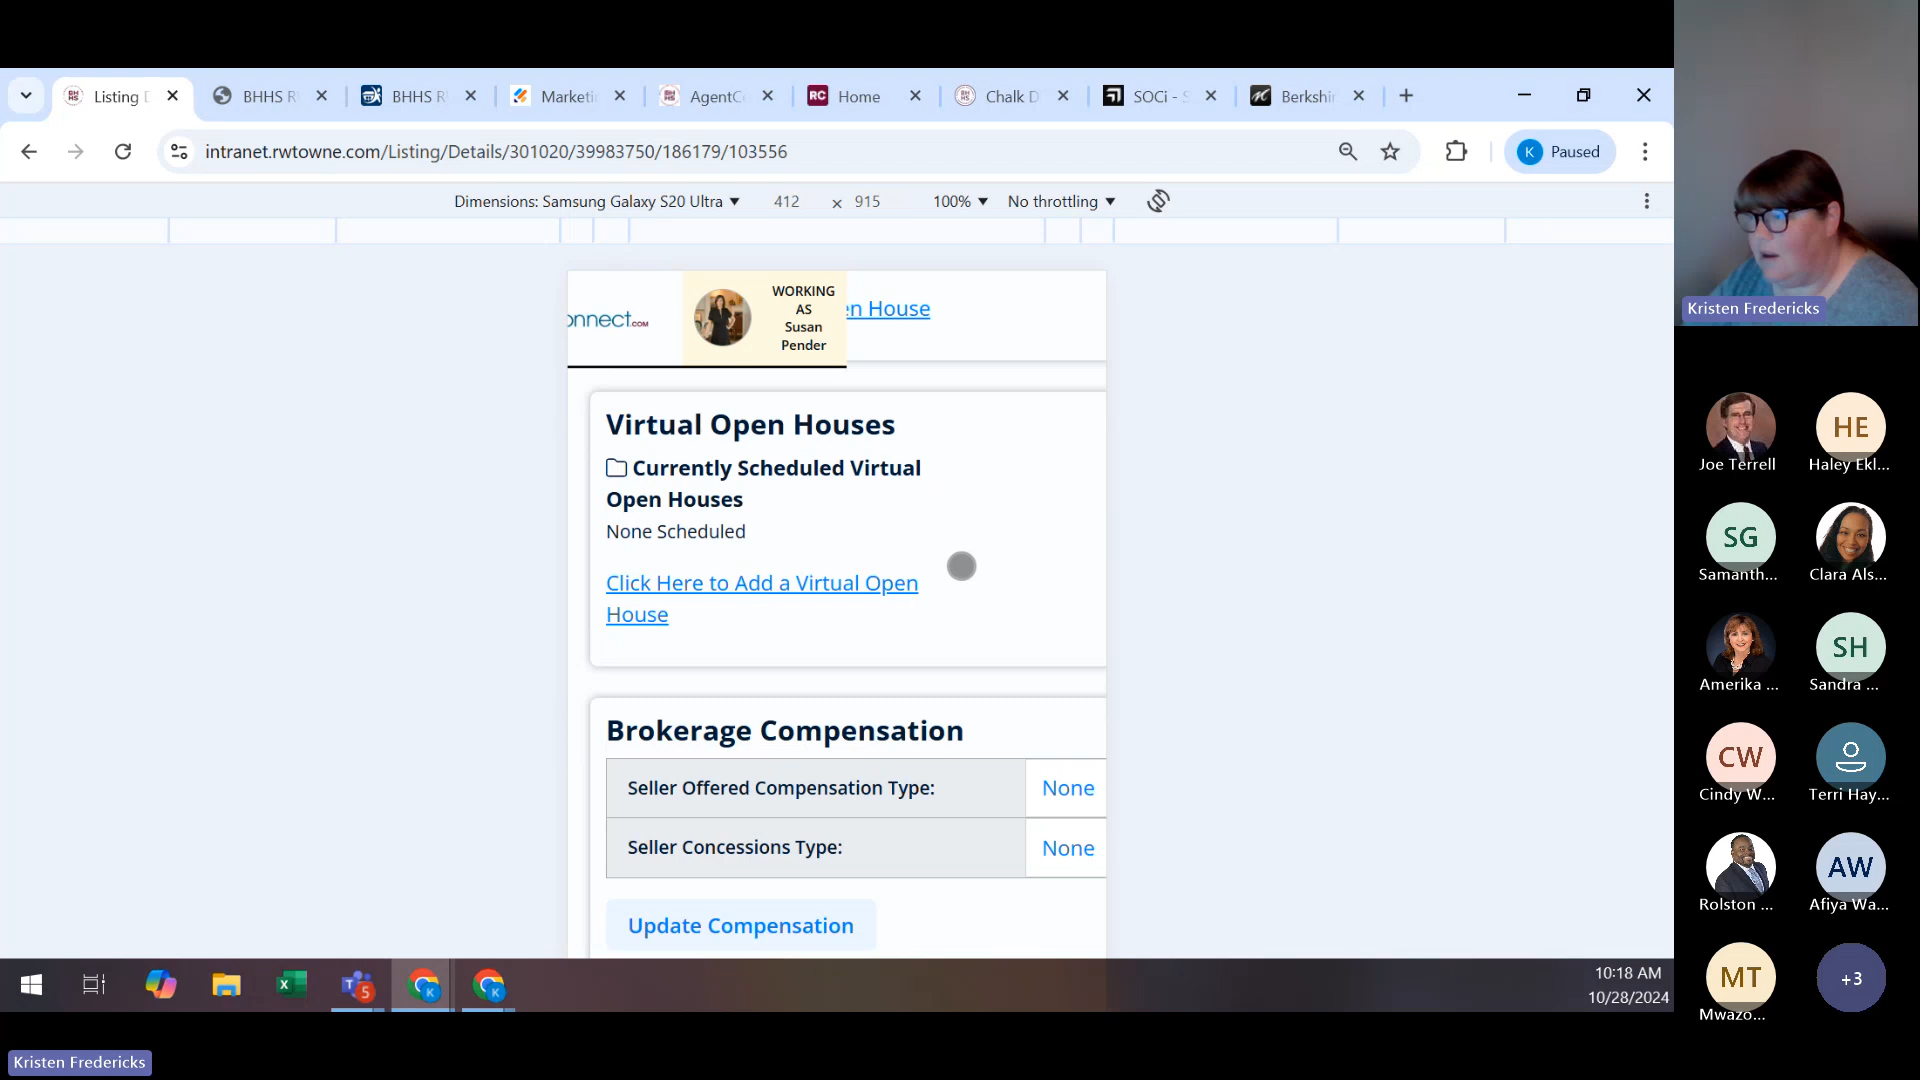 Listing D
BHHS R
BHHS R
Marketi
AgentC
RC
Home
Chalk D
SOCi - S
Berkshir
intranet.rwtowne.com/Listing/Details/301020/39983750/186179/103556
K
Paused
Dimensions: Samsung Galaxy S20 Ultra
412
x
915
100%
No throttling
onnect.COM
WORKING
AS
Susan
Pender
en House
Virtual Open Houses
Currently Scheduled Virtual
Open Houses
None Scheduled
Click Here to Add a Virtual Open
House
Brokerage Compensation
Seller Offered Compensation Type:
None
Seller Concessions Type:
None
Update Compensation
5
K
K
10:18 AM
10/28/2024
Kristen Fredericks
Kristen Fredericks
Joe Terrell
HE
Haley Ekl...
SG
Samanth...
Clara Als...
Amerika ...
SH
Sandra ...
CW
Cindy W...
Terri Hay...
Rolston ...
AW
Afiya Wa...
MT
Mwazo...
+3